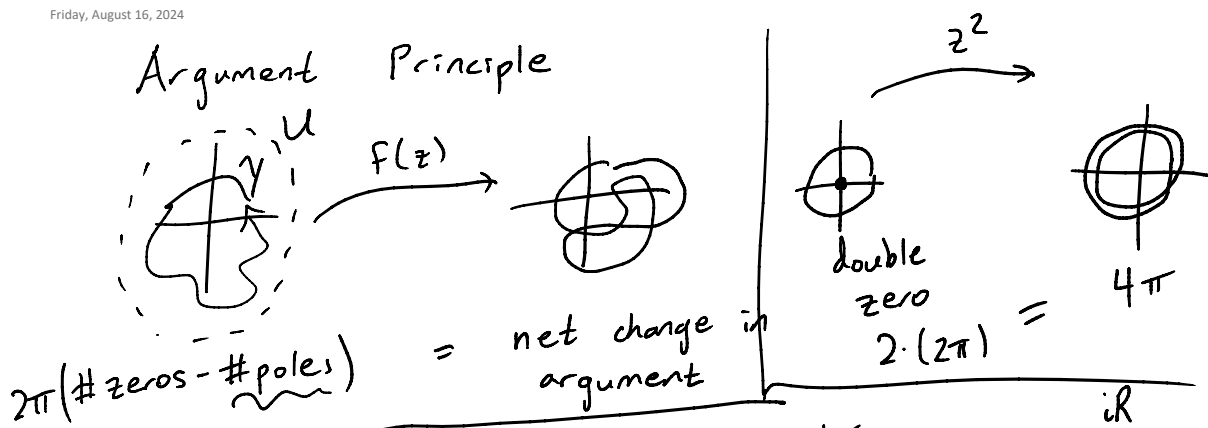 Friday, August 16, 2024
Argument Principle
U
γ
f(z)
2π(#zeros - #poles) = net change in
argument
z²
double
zero
2·(2π) = 4π
iR